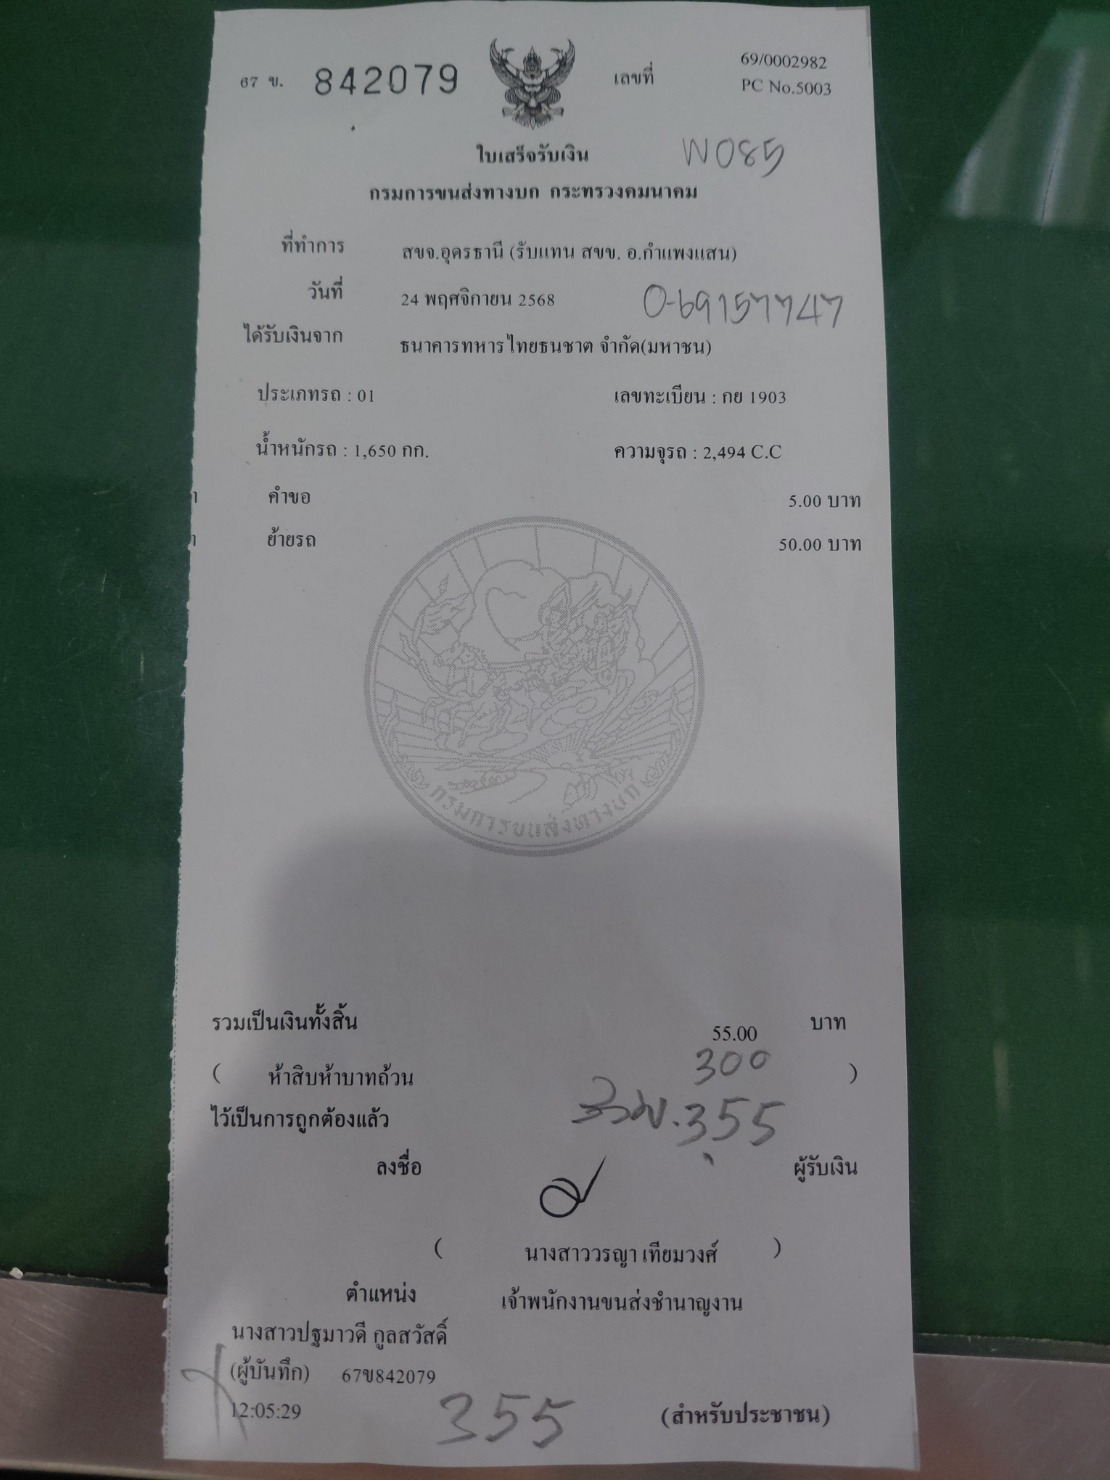 67 ข. 842079 เลขที่ 69/0002982
PC No.5003
ใบเสร็จรับเงิน W085
กรมการขนส่งทางบก กระทรวงคมนาคม
ที่ทำการ สขจ.อุดรธานี (รับแทน สขข. อ.กำแพงแสน)
วันที่ 24 พฤศจิกายน 2568 0-69157747
ได้รับเงินจาก ธนาคารทหารไทยธนชาต จำกัด(มหาชน)
ประเภทรถ : 01 เลขทะเบียน : กย 1903
น้ำหนักรถ : 1,650 กก. ความจุรถ : 2,494 C.C
คำขอ 5.00 บาท
ย้ายรถ 50.00 บาท
กรมการขนส่งทางบก
รวมเป็นเงินทั้งสิ้น 55.00 บาท
( ห้าสิบห้าบาทถ้วน 300 )
ไว้เป็นการถูกต้องแล้ว รวม.355
ลงชื่อ ผู้รับเงิน
( นางสาววรญา เทียมวงศ์ )
ตำแหน่ง เจ้าพนักงานขนส่งชำนาญงาน
นางสาวปฐมาวดี กูลสวัสดิ์
(ผู้บันทึก) 67ข842079
12:05:29 355 (สำหรับประชาชน)